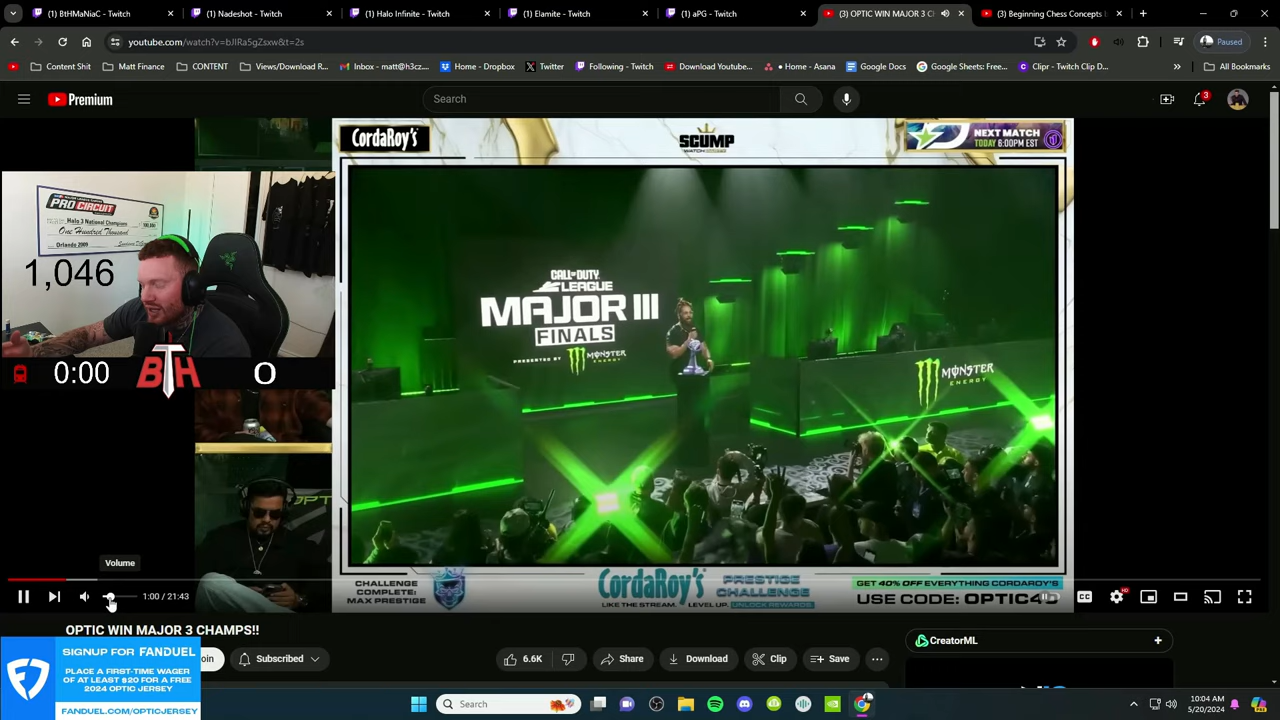 (1) BtHMaNiaC - Twitch
(1) Nadeshot - Twitch
(1) Halo Infinite - Twitch
(1) Elamite - Twitch
(1) aPG - Twitch
(3) OPTIC WIN MAJOR 3 C
(3) Beginning Chess Concepts
youtube.com/watch?v=bJIRa5gZsxw&t=2s
Paused
Content Shit
Matt Finance
CONTENT
Views/Download R...
Inbox - matt@h3cz...
Home - Dropbox
Twitter
Following - Twitch
Download Youtube...
Home - Asana
Google Docs
Google Sheets: Free...
Clipr - Twitch Clip D...
All Bookmarks
Premium
Search
3
CordaRoy's
SCUMP
WATCH PARTY
NEXT MATCH
TODAY 6:00PM EST
PRO CIRCUIT
Halo 3 National Champions
One Hundred Thousand
Orlando 2009
1,046
0:00
BTH
0
CALL OF DUTY
LEAGUE
MAJOR III
FINALS
PRESENTED BY MONSTER ENERGY
MONSTER
ENERGY
OPTI
Volume
1:00 / 21:43
CHALLENGE
COMPLETE:
MAX PRESTIGE
CordaRoy's
PRESTIGE
CHALLENGE
LIKE THE STREAM. LEVEL UP. UNLOCK REWARDS.
GET 40% OFF EVERYTHING CORDAROY'S
USE CODE: OPTIC40
CC
OPTIC WIN MAJOR 3 CHAMPS!!
CreatorML
oin
Subscribed
6.6K
Share
Download
Clip
Save
SIGNUP FOR FANDUEL
PLACE A FIRST-TIME WAGER
OF AT LEAST $20 FOR A FREE
2024 OPTIC JERSEY
FANDUEL.COM/OPTICJERSEY
Search
10:04 AM
5/20/2024